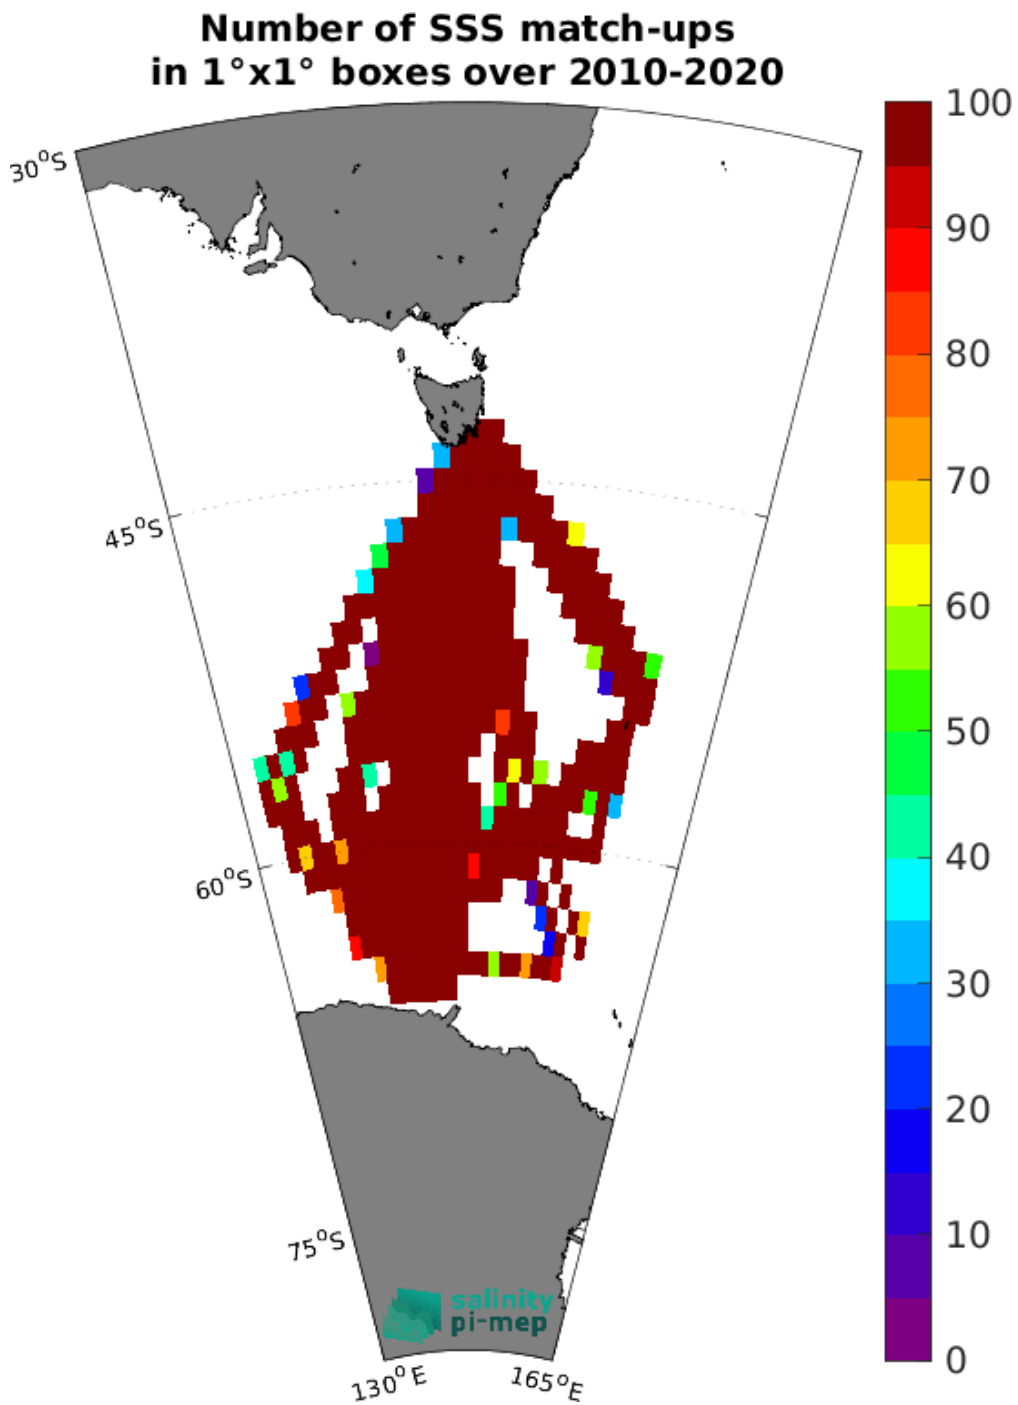 Number of SSS match-ups
in 1°x1° boxes over 2010-2020
100
90
80
70
60
50
40
30
20
10
0
30°S
45°S
60°S
75°S
130°E
165°E
salinity
pi-mep